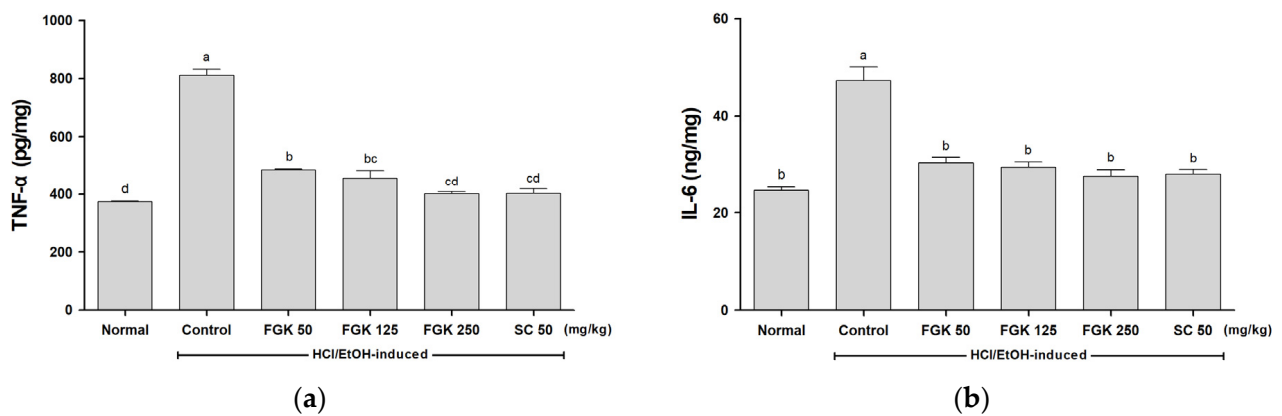 1000
800
600
400
200
0
TNF-α (pg/mg)
d
a
b
bc
cd
cd
Normal Control FGK 50 FGK 125 FGK 250 SC 50 (mg/kg)
HCl/EtOH-induced
(a)
60
40
20
0
IL-6 (ng/mg)
b
a
b
b
b
b
Normal Control FGK 50 FGK 125 FGK 250 SC 50 (mg/kg)
HCl/EtOH-induced
(b)